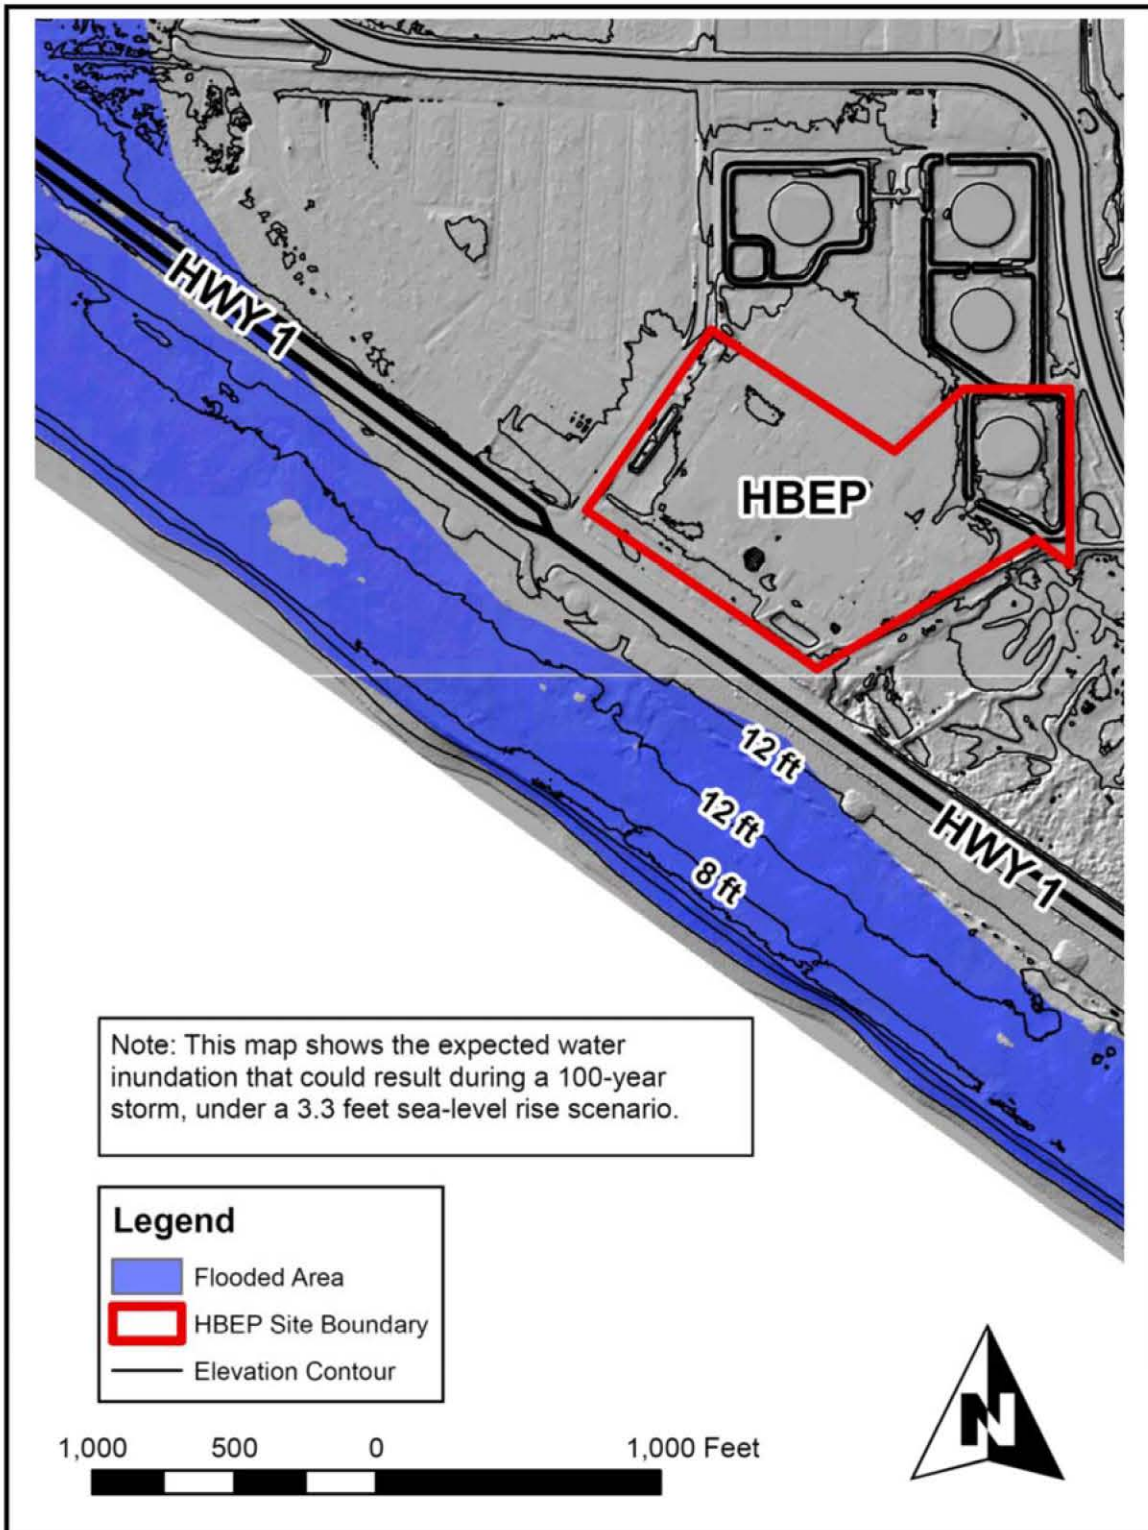 HWY 1
HBEP
12 ft
12 ft
8 ft
HWY 1
Note: This map shows the expected water
inundation that could result during a 100-year
storm, under a 3.3 feet sea-level rise scenario.
Legend
Flooded Area
HBEP Site Boundary
Elevation Contour
1,000 500 0 1,000 Feet
N